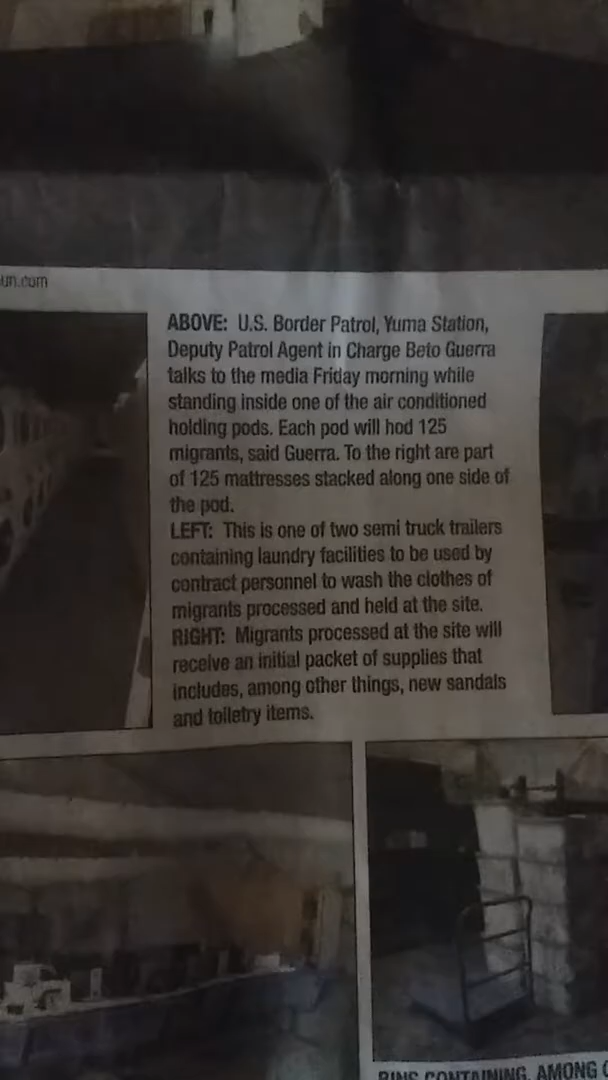 un.com
ABOVE: U.S. Border Patrol, Yuma Station,
Deputy Patrol Agent in Charge Beto Guerra
talks to the media Friday morning while
standing inside one of the air conditioned
holding pods. Each pod will hod 125
migrants, said Guerra. To the right are part
of 125 mattresses stacked along one side of
the pod.
LEFT: This is one of two semi truck trailers
containing laundry facilities to be used by
contract personnel to wash the clothes of
migrants processed and held at the site.
RIGHT: Migrants processed at the site will
receive an initial packet of supplies that
includes, among other things, new sandals
and toiletry items.
BINS CONTAINING, AMONG